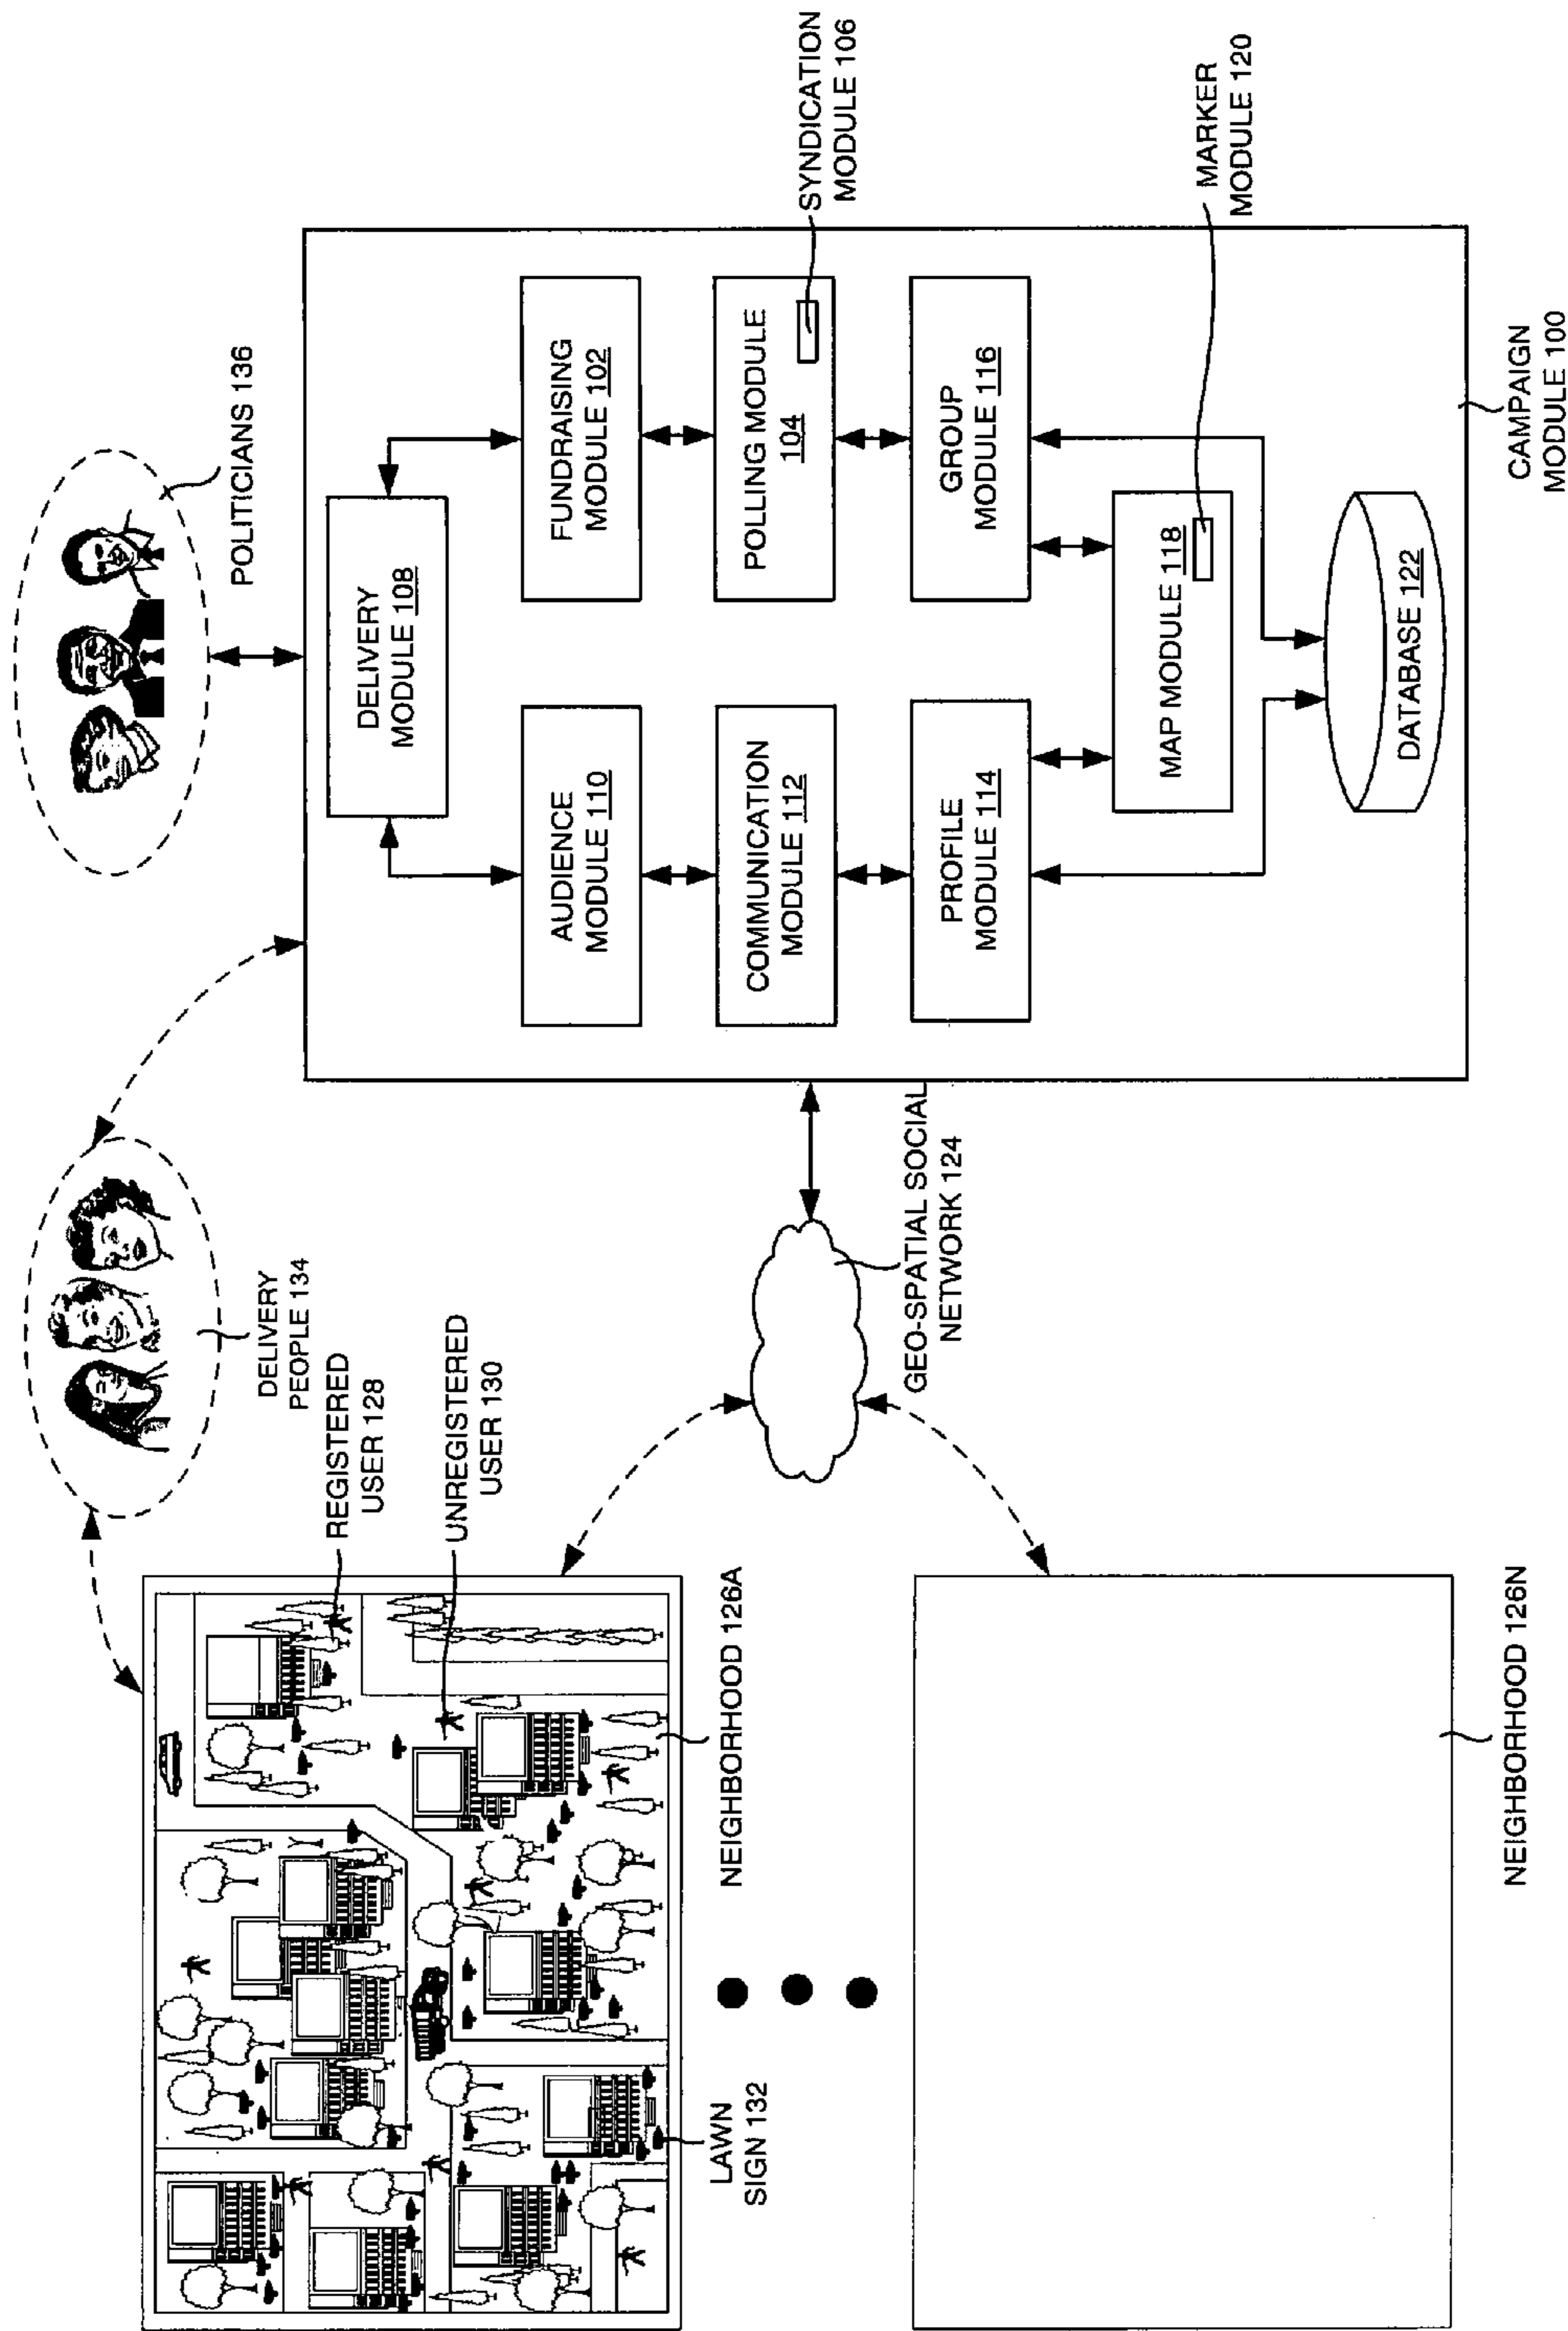 POLITICIANS 136
DELIVERY
PEOPLE 134
REGISTERED
USER 128
UNREGISTERED
USER 130
NEIGHBORHOOD 126A
LAWN
SIGN 132
NEIGHBORHOOD 126N
GEO-SPATIAL SOCIAL
NETWORK 124
DELIVERY
MODULE 108
AUDIENCE
MODULE 110
FUNDRAISING
MODULE 102
COMMUNICATION
MODULE 112
POLLING MODULE
104
SYNDICATION
MODULE 106
PROFILE
MODULE 114
GROUP
MODULE 116
MAP MODULE 118
MARKER
MODULE 120
DATABASE 122
CAMPAIGN
MODULE 100